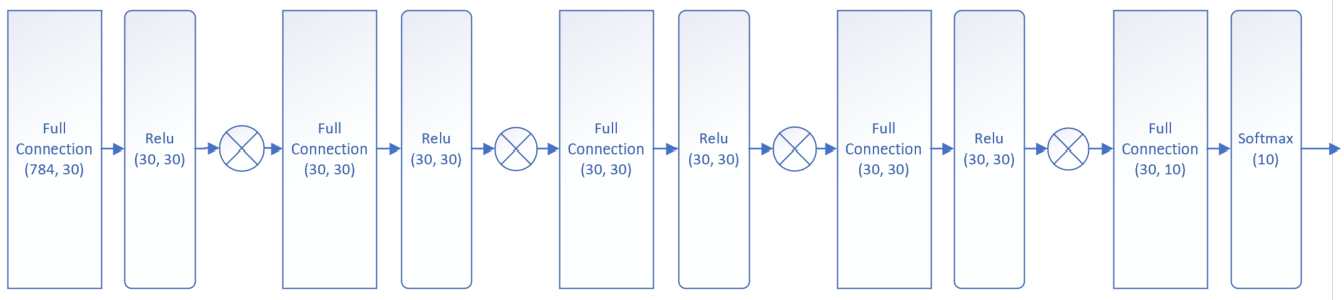 Full
Connection
(784, 30)
Relu
(30, 30)
Full
Connection
(30, 30)
Relu
(30, 30)
Full
Connection
(30, 30)
Relu
(30, 30)
Full
Connection
(30, 30)
Relu
(30, 30)
Full
Connection
(30, 10)
Softmax
(10)